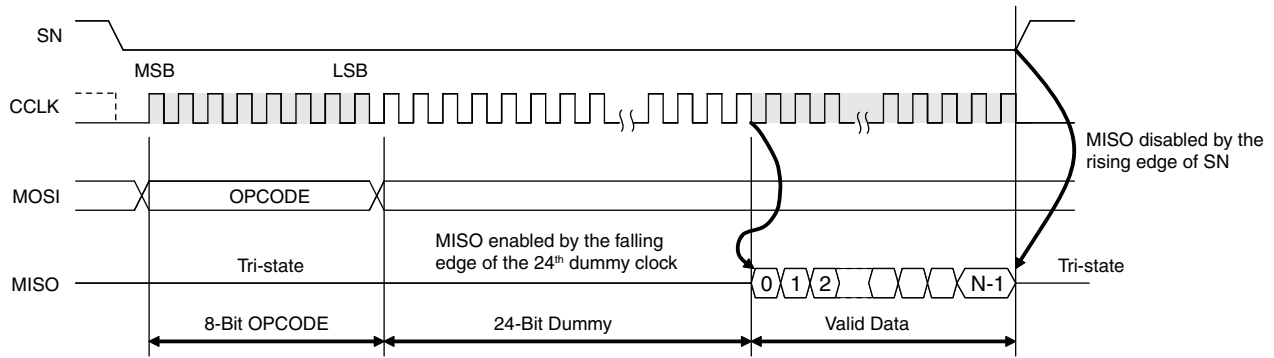 SN
MSB
LSB
CCLK
MISO disabled by the
rising edge of SN
MOSI
OPCODE
MISO enabled by the falling
edge of the 24th dummy clock
Tri-state
Tri-state
MISO
0
1
2
N-1
8-Bit OPCODE
24-Bit Dummy
Valid Data